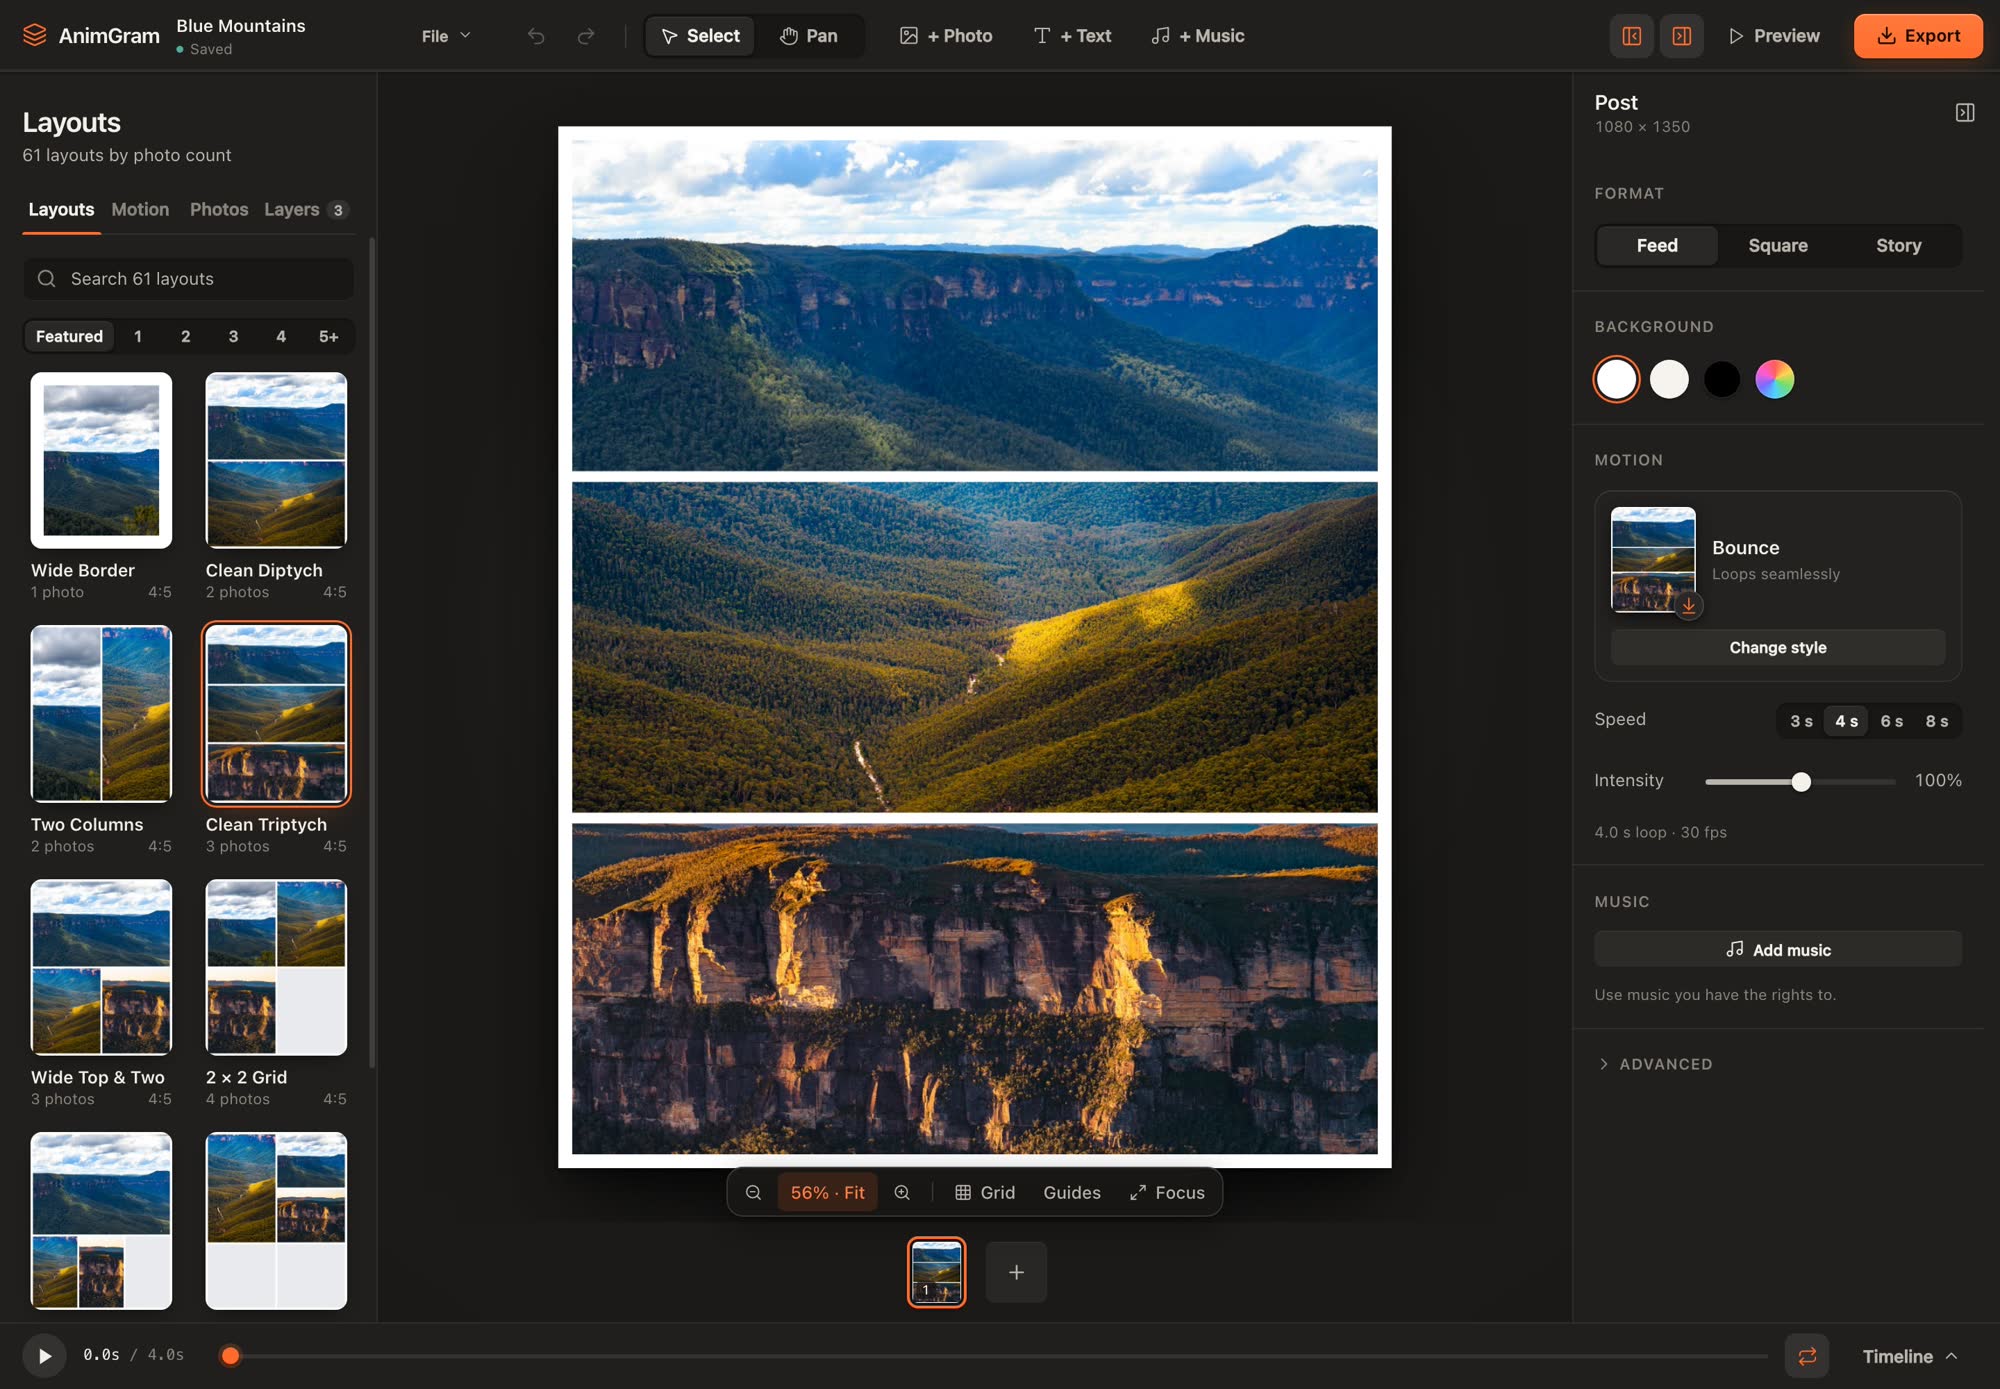 AnimGram
Blue Mountains
Saved
File
Select
Pan
+ Photo
+ Text
+ Music
Preview
Export
Layouts
61 layouts by photo count
Layouts Motion Photos Layers 3
Search 61 layouts
Featured 1 2 3 4 5+
Wide Border
1 photo 4:5
Clean Diptych
2 photos 4:5
Two Columns
2 photos 4:5
Clean Triptych
3 photos 4:5
Wide Top & Two
3 photos 4:5
2 × 2 Grid
4 photos 4:5
56% · Fit
Grid
Guides
Focus
1
Post
1080 × 1350
FORMAT
Feed Square Story
BACKGROUND
MOTION
Bounce
Loops seamlessly
Change style
Speed 3 s 4 s 6 s 8 s
Intensity 100%
4.0 s loop · 30 fps
MUSIC
Add music
Use music you have the rights to.
ADVANCED
0.0s / 4.0s
Timeline